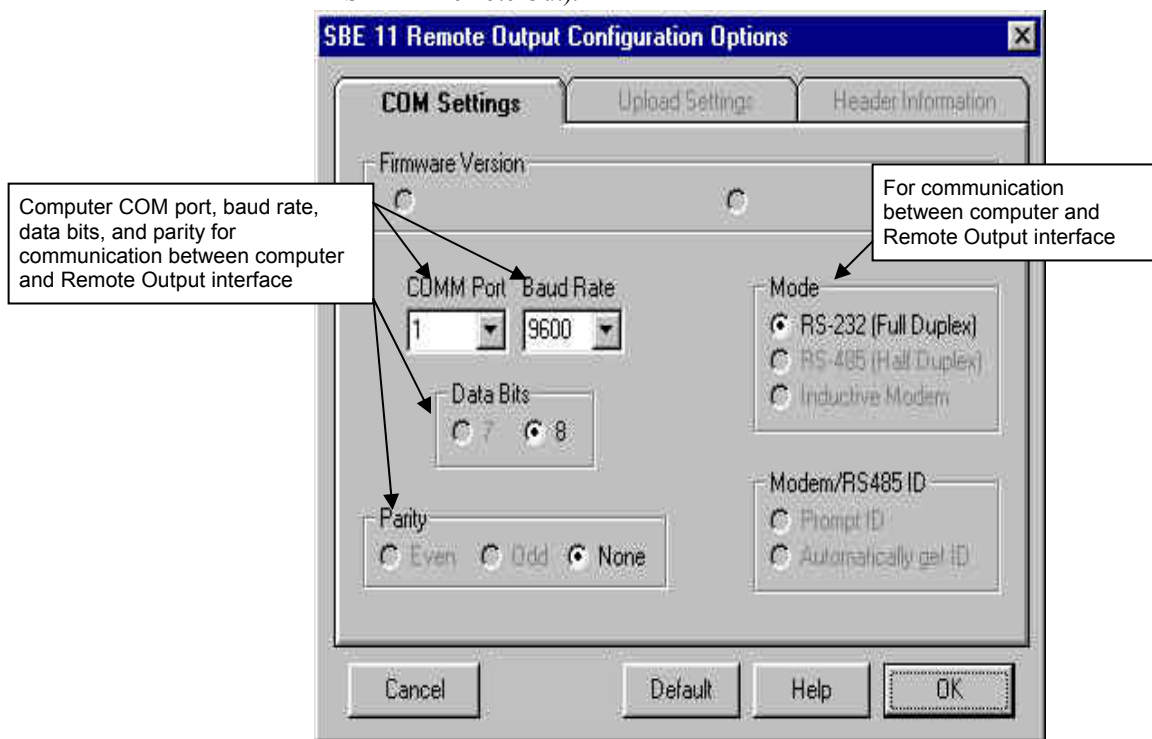 SBE 11 Remote Output Configuration Options
COM Settings
Upload Settings
Header Information
Firmware Version
Computer COM port, baud rate,
data bits, and parity for
communication between computer
and Remote Output interface
For communication
between computer and
Remote Output interface
COMM Port Baud Rate
1 9600
Data Bits
7 8
Parity
Even Odd None
Mode
RS-232 (Full Duplex)
RS-485 (Half Duplex)
Inductive Modem
Modem/RS485 ID
Prompt ID
Automatically get ID
Cancel Default Help OK